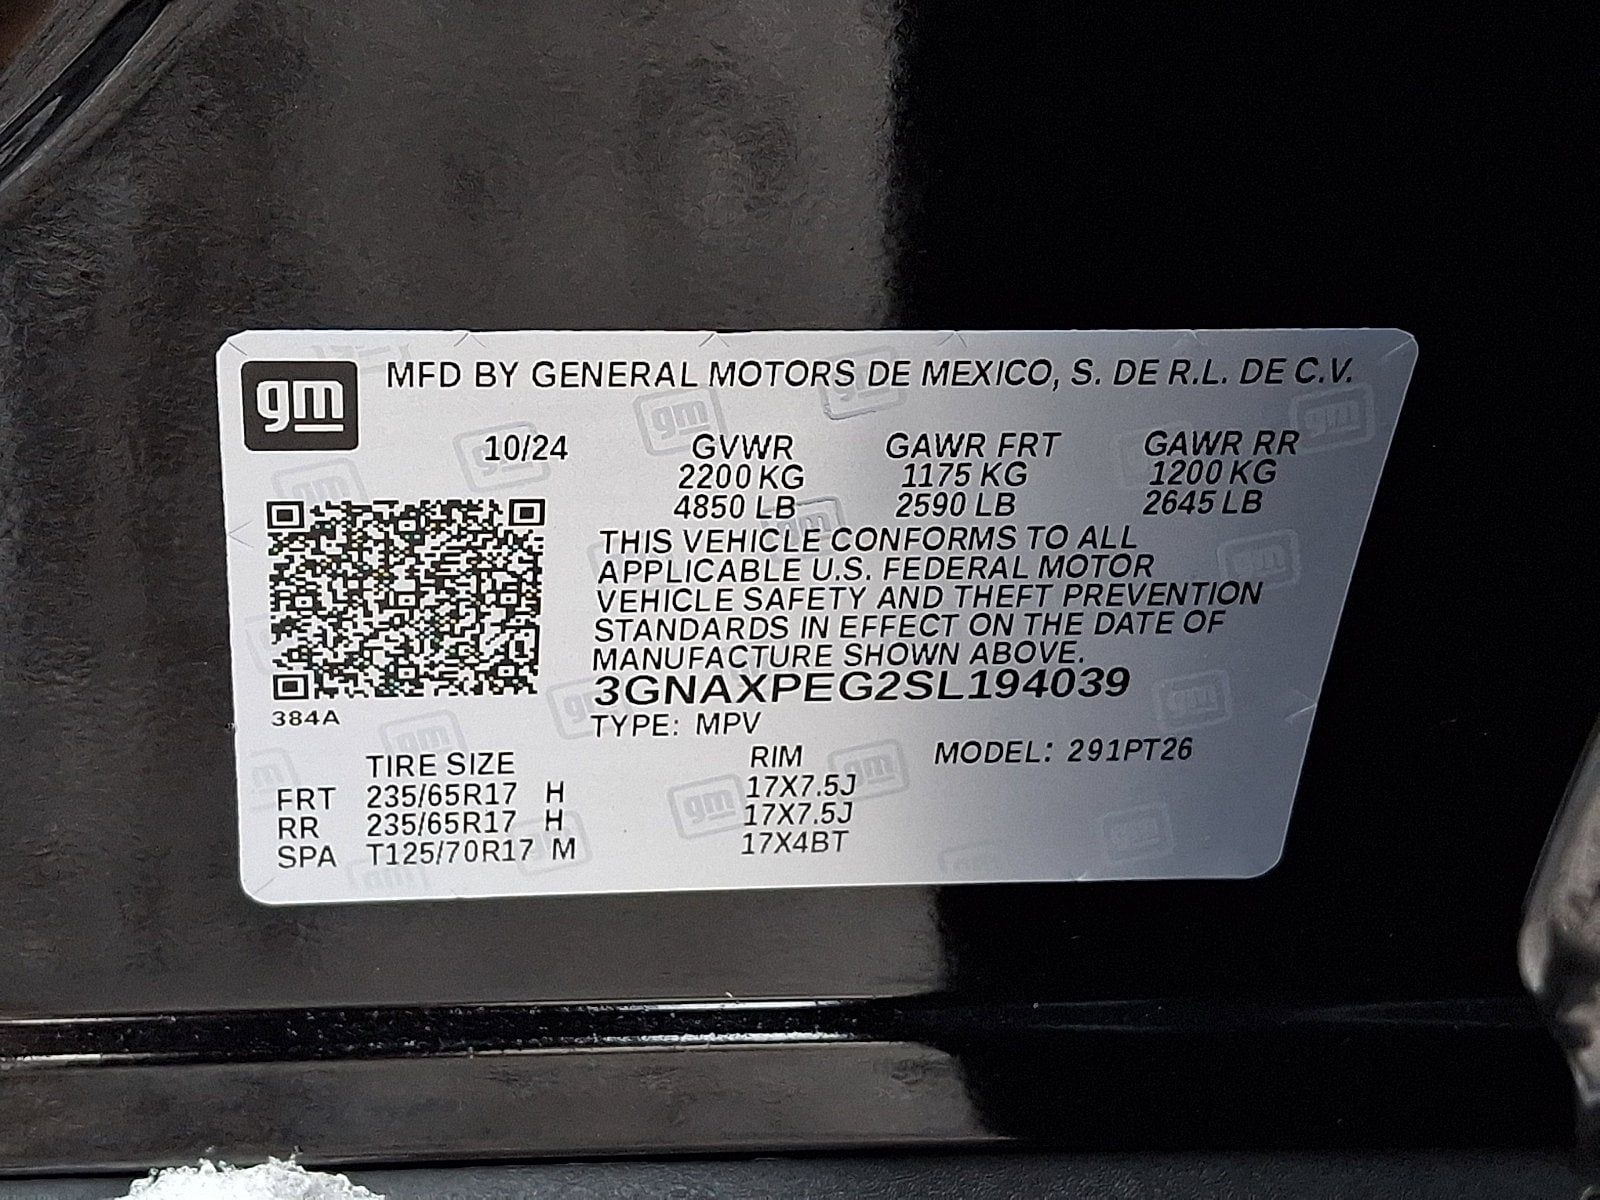 gm MFD BY GENERAL MOTORS DE MEXICO, S. DE R.L. DE C.V.
10/24 GVWR GAWR FRT GAWR RR
2200 KG 1175 KG 1200 KG
4850 LB 2590 LB 2645 LB
THIS VEHICLE CONFORMS TO ALL
APPLICABLE U.S. FEDERAL MOTOR
VEHICLE SAFETY AND THEFT PREVENTION
STANDARDS IN EFFECT ON THE DATE OF
MANUFACTURE SHOWN ABOVE.
3GNAXPEG2SL194039
384A
TYPE: MPV
TIRE SIZE RIM MODEL: 291PT26
FRT 235/65R17 H 17X7.5J
RR 235/65R17 H 17X7.5J
SPA T125/70R17 M 17X4BT